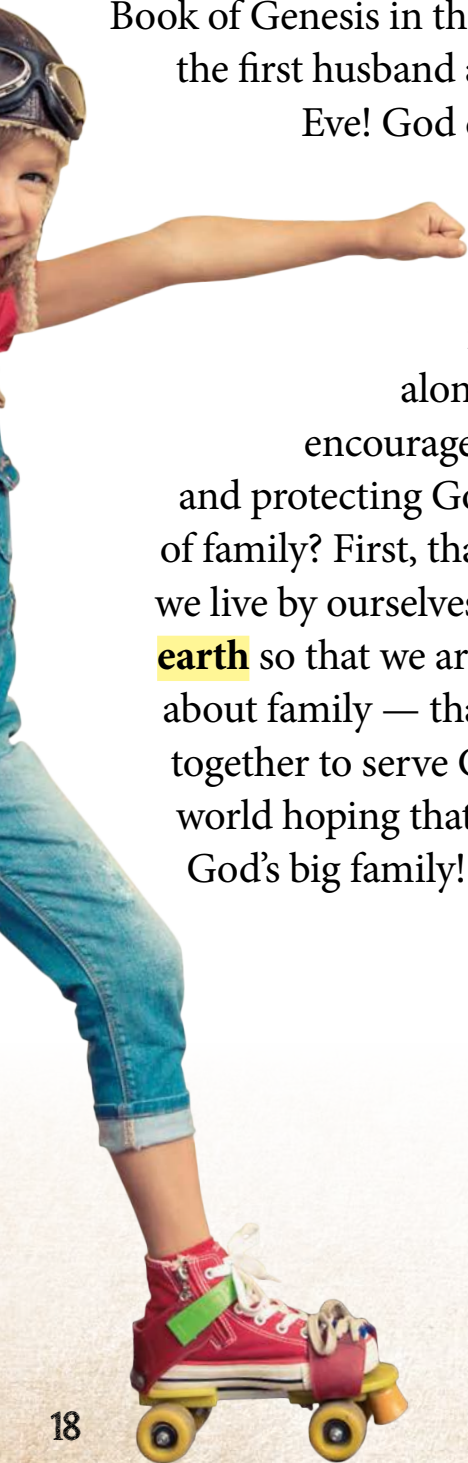 Book of Genesis in th
the first husband
Eve! God
alon
encourage
and protecting Go
of family? First, tha
we live by ourselves
earth so that we ar
about family — tha
together to serve
world hoping that
God’s big family!
18